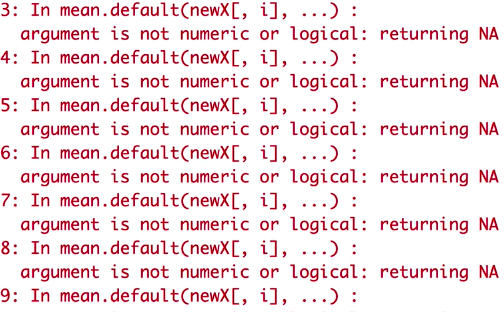 3: In mean.default(newX[, i], ...) :
  argument is not numeric or logical: returning NA
4: In mean.default(newX[, i], ...) :
  argument is not numeric or logical: returning NA
5: In mean.default(newX[, i], ...) :
  argument is not numeric or logical: returning NA
6: In mean.default(newX[, i], ...) :
  argument is not numeric or logical: returning NA
7: In mean.default(newX[, i], ...) :
  argument is not numeric or logical: returning NA
8: In mean.default(newX[, i], ...) :
  argument is not numeric or logical: returning NA
9: In mean.default(newX[, i], ...) :